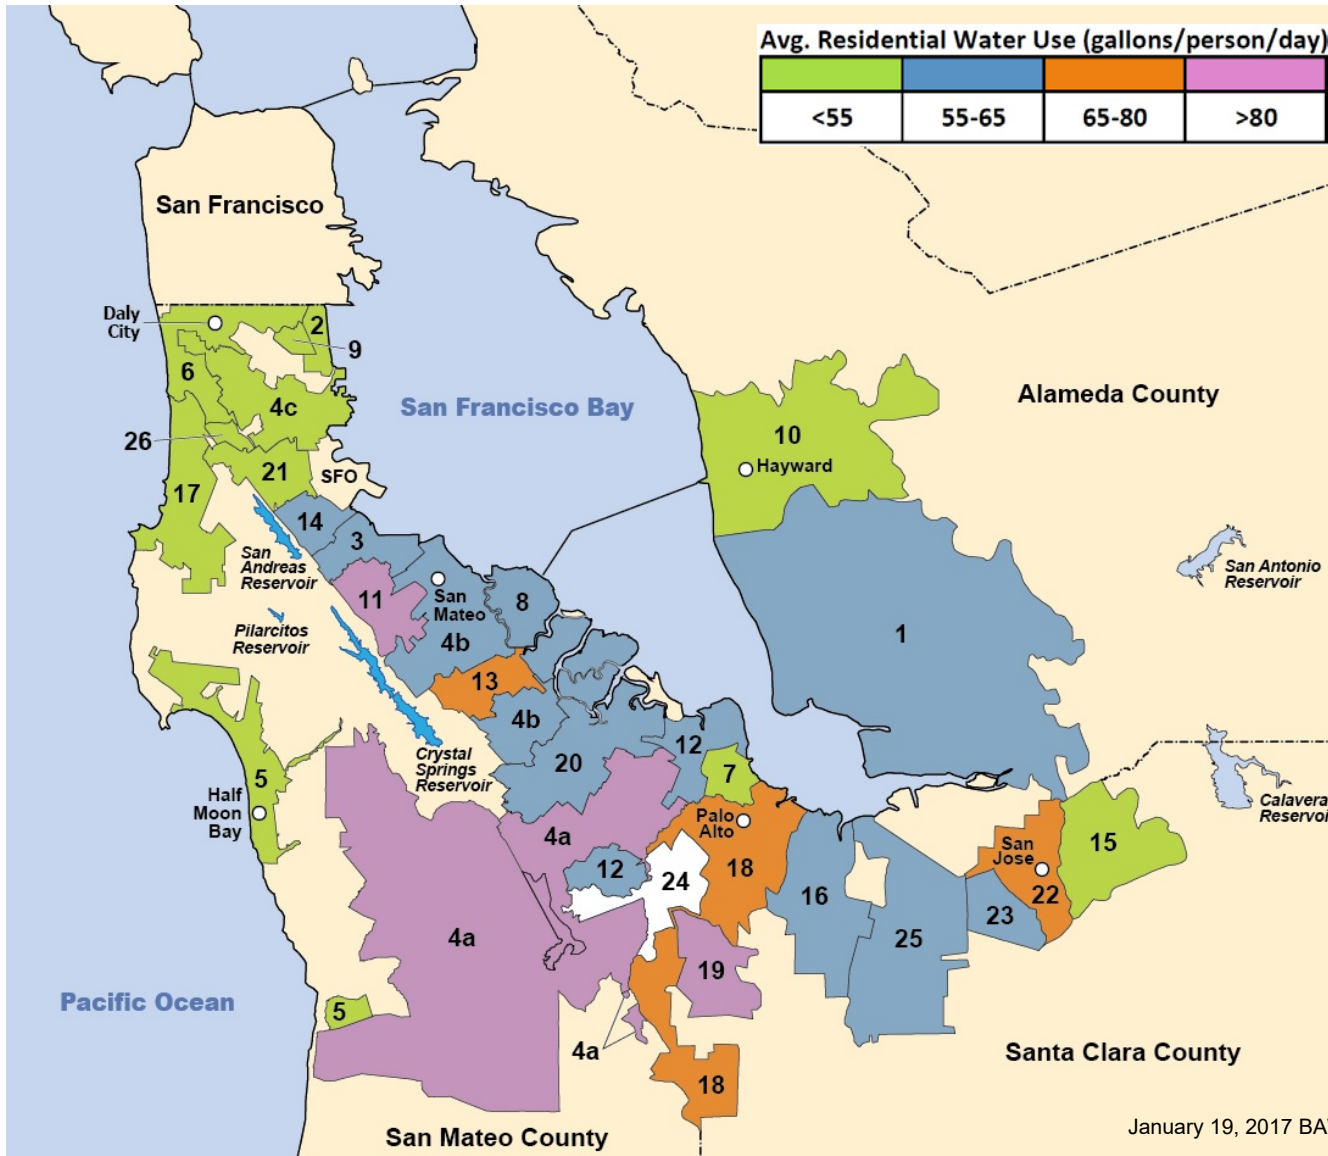 Avg. Residential Water Use (gallons/person/day)
<55 55-65 65-80 >80
San Francisco
Daly
City
2
9
6
4c
San Francisco Bay
Alameda County
26
10
21
SFO
Hayward
17
14
3
San
Andreas
Reservoir
San Antonio
Reservoir
11
San
Mateo
8
Pilarcitos
Reservoir
4b
1
13
4b
12
Crystal
Springs
Reservoir
20
7
5
Half
Moon
Bay
Calavera
Reservoi
Palo
Alto
4a
San
Jose
15
12
24
18
16
22
23
4a
25
19
Pacific Ocean
5
4a
Santa Clara County
18
January 19, 2017 BA
San Mateo County